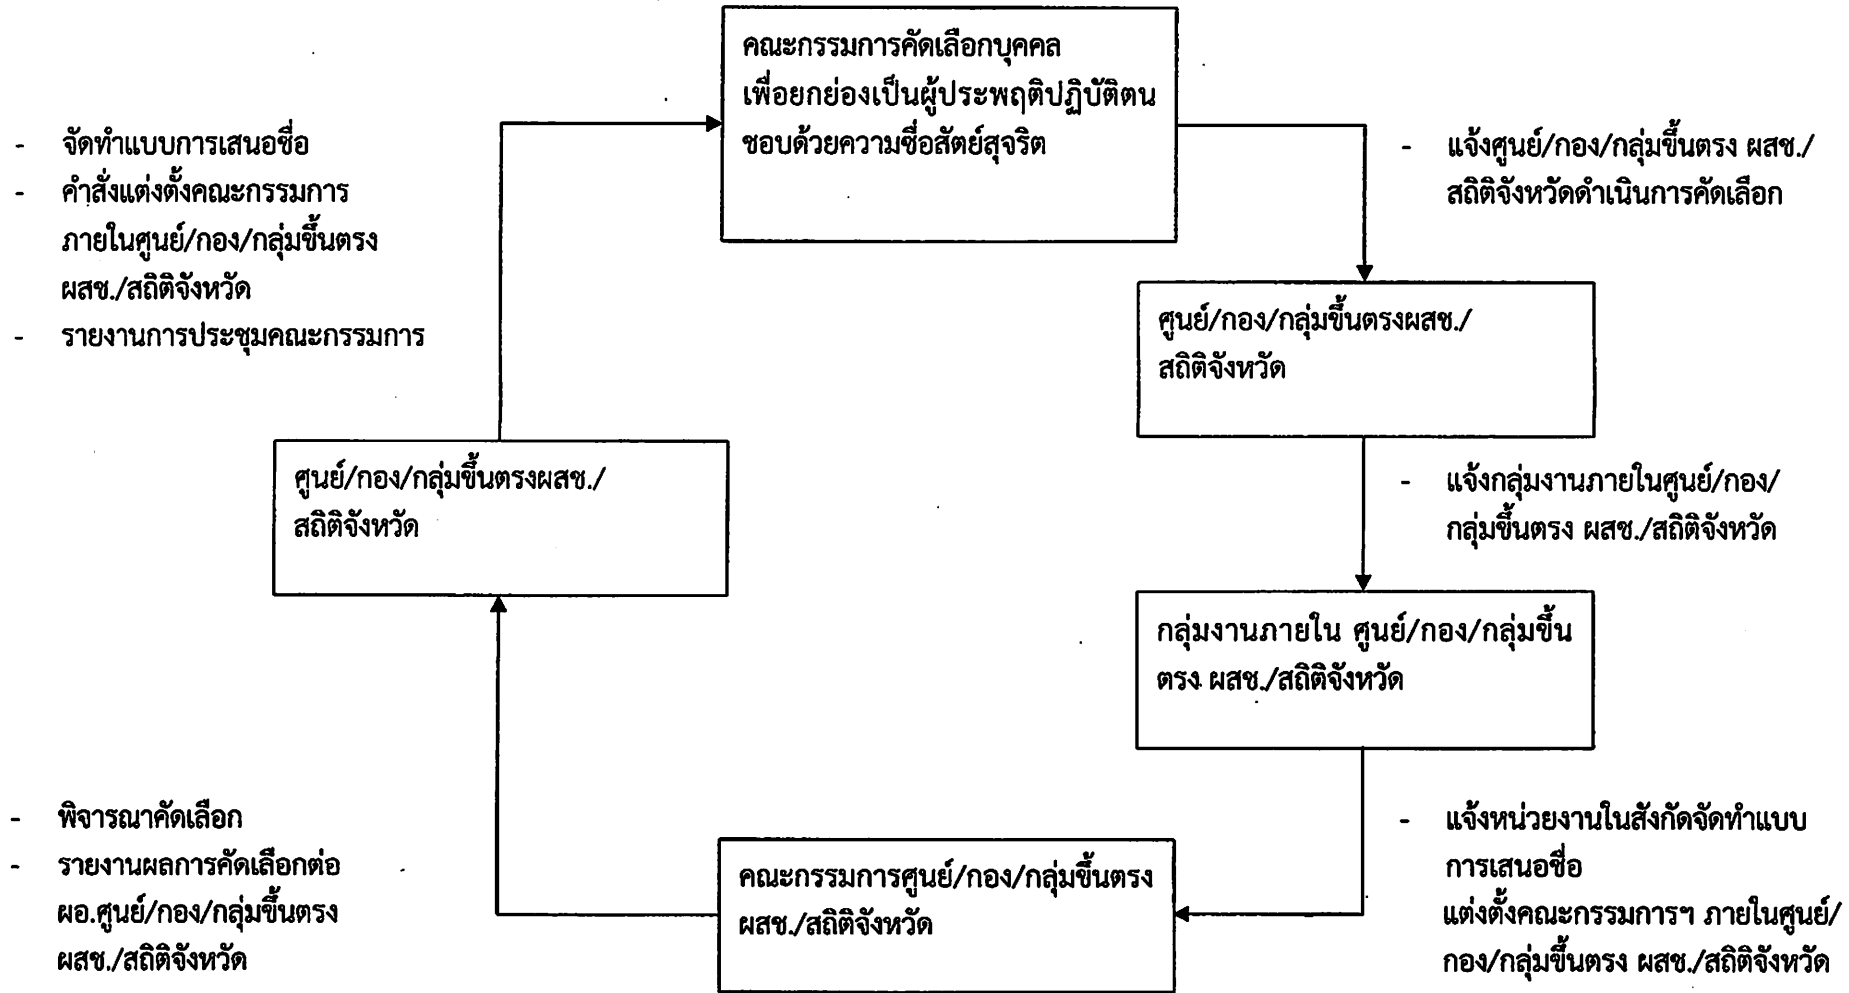 คณะกรรมการคัดเลือกบุคคล
เพื่อยกย่องเป็นผู้ประพฤติปฏิบัติตน
ชอบด้วยความซื่อสัตย์สุจริต
- แจ้งศูนย์/กอง/กลุ่มขึ้นตรง ผสช./
สถิติจังหวัดดำเนินการคัดเลือก
ศูนย์/กอง/กลุ่มขึ้นตรงผสช./
สถิติจังหวัด
- แจ้งกลุ่มงานภายในศูนย์/กอง/
กลุ่มขึ้นตรง ผสช./สถิติจังหวัด
กลุ่มงานภายใน ศูนย์/กอง/กลุ่มขึ้น
ตรง ผสช./สถิติจังหวัด
- แจ้งหน่วยงานในสังกัดจัดทำแบบ
การเสนอชื่อ
แต่งตั้งคณะกรรมการฯ ภายในศูนย์/
กอง/กลุ่มขึ้นตรง ผสช./สถิติจังหวัด
คณะกรรมการศูนย์/กอง/กลุ่มขึ้นตรง
ผสช./สถิติจังหวัด
- พิจารณาคัดเลือก
- รายงานผลการคัดเลือกต่อ
ผอ.ศูนย์/กอง/กลุ่มขึ้นตรง
ผสช./สถิติจังหวัด
ศูนย์/กอง/กลุ่มขึ้นตรงผสช./
สถิติจังหวัด
- จัดทำแบบการเสนอชื่อ
- คำสั่งแต่งตั้งคณะกรรมการ
ภายในศูนย์/กอง/กลุ่มขึ้นตรง
ผสช./สถิติจังหวัด
- รายงานการประชุมคณะกรรมการ